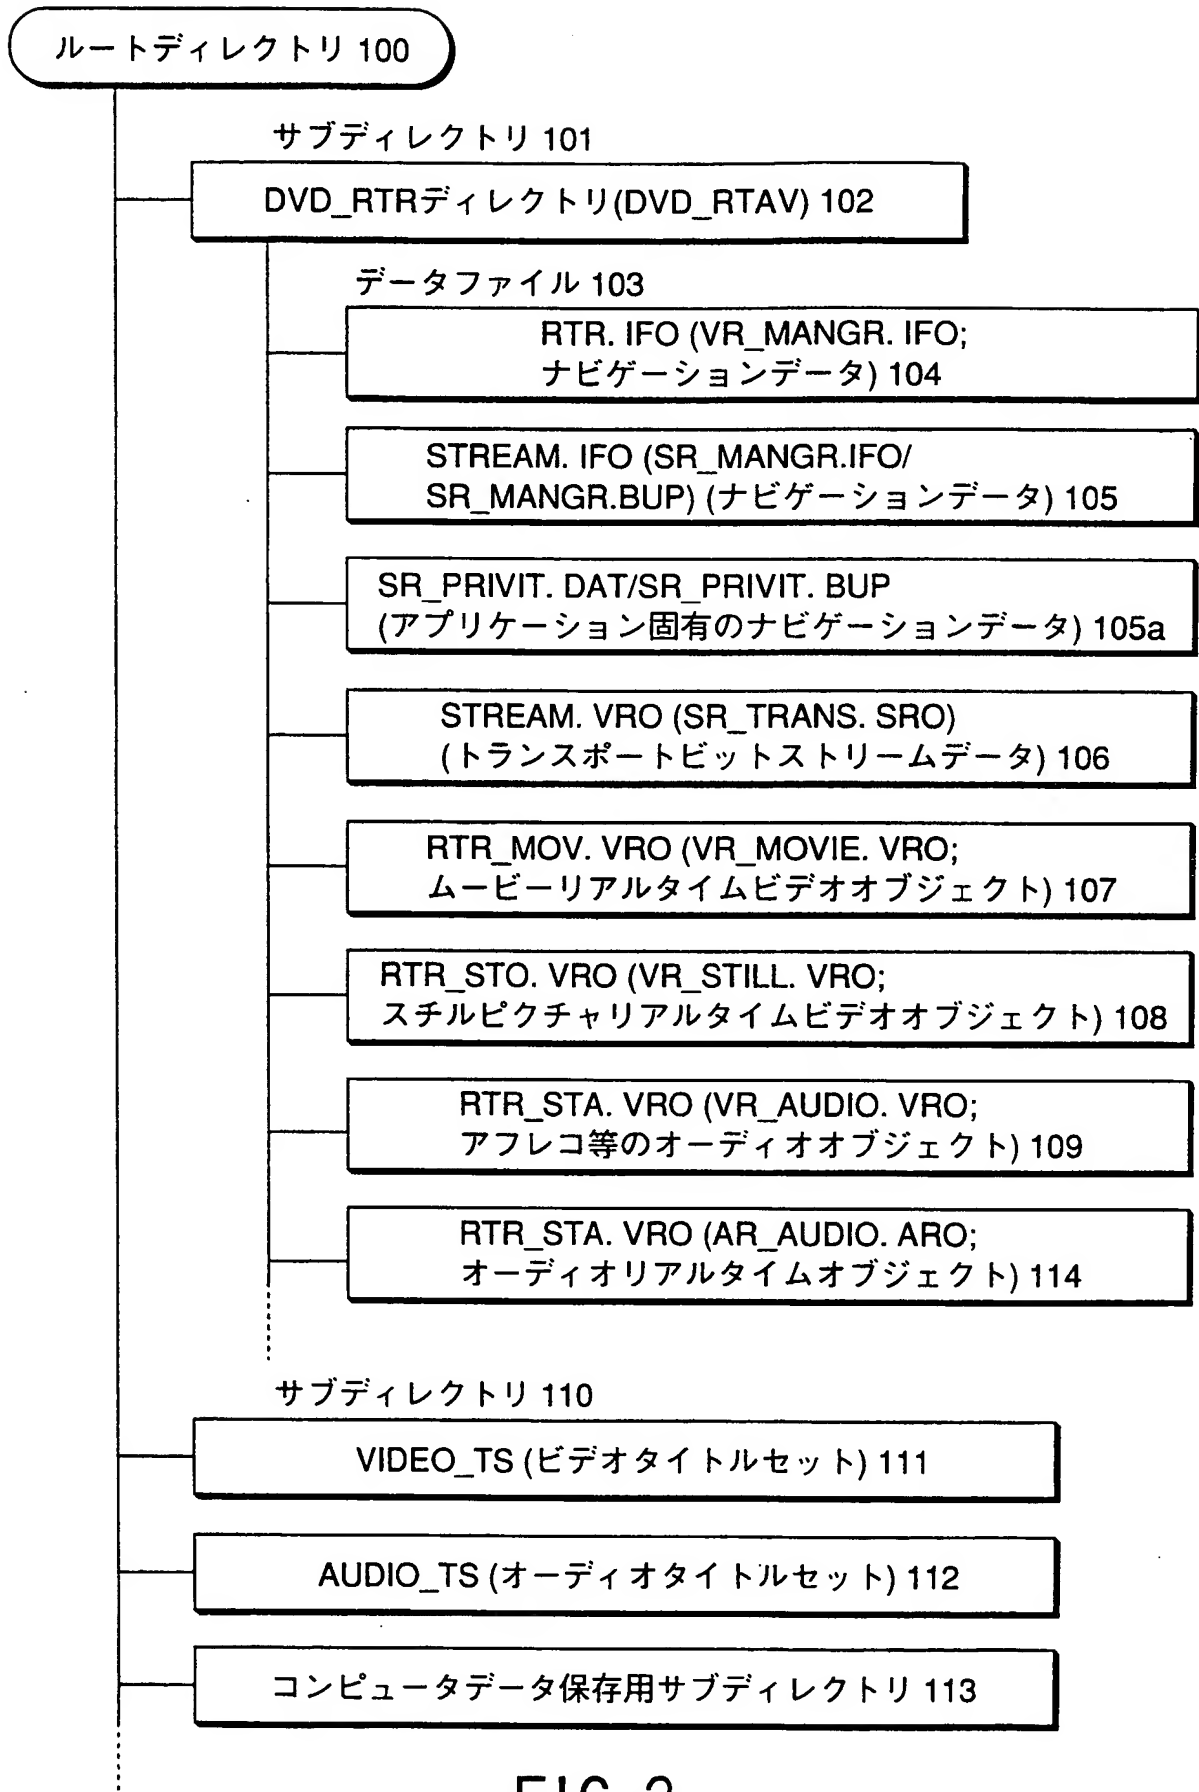 ルートディレクトリ 100
サブディレクトリ 101
DVD_RTRディレクトリ(DVD_RTAV) 102
データファイル 103
RTR. IFO (VR_MANGR. IFO;
ナビゲーションデータ) 104
STREAM. IFO (SR_MANGR.IFO/
SR_MANGR.BUP) (ナビゲーションデータ) 105
SR_PRIVIT. DAT/SR_PRIVIT. BUP
(アプリケーション固有のナビゲーションデータ) 105a
STREAM. VRO (SR_TRANS. SRO)
(トランスポートビットストリームデータ) 106
RTR_MOV. VRO (VR_MOVIE. VRO;
ムービーリアルタイムビデオオブジェクト) 107
RTR_STO. VRO (VR_STILL. VRO;
スチルピクチャリアルタイムビデオオブジェクト) 108
RTR_STA. VRO (VR_AUDIO. VRO;
アフレコ等のオーディオオブジェクト) 109
RTR_STA. VRO (AR_AUDIO. ARO;
オーディオリアルタイムオブジェクト) 114
サブディレクトリ 110
VIDEO_TS (ビデオタイトルセット) 111
AUDIO_TS (オーディオタイトルセット) 112
コンピュータデータ保存用サブディレクトリ 113